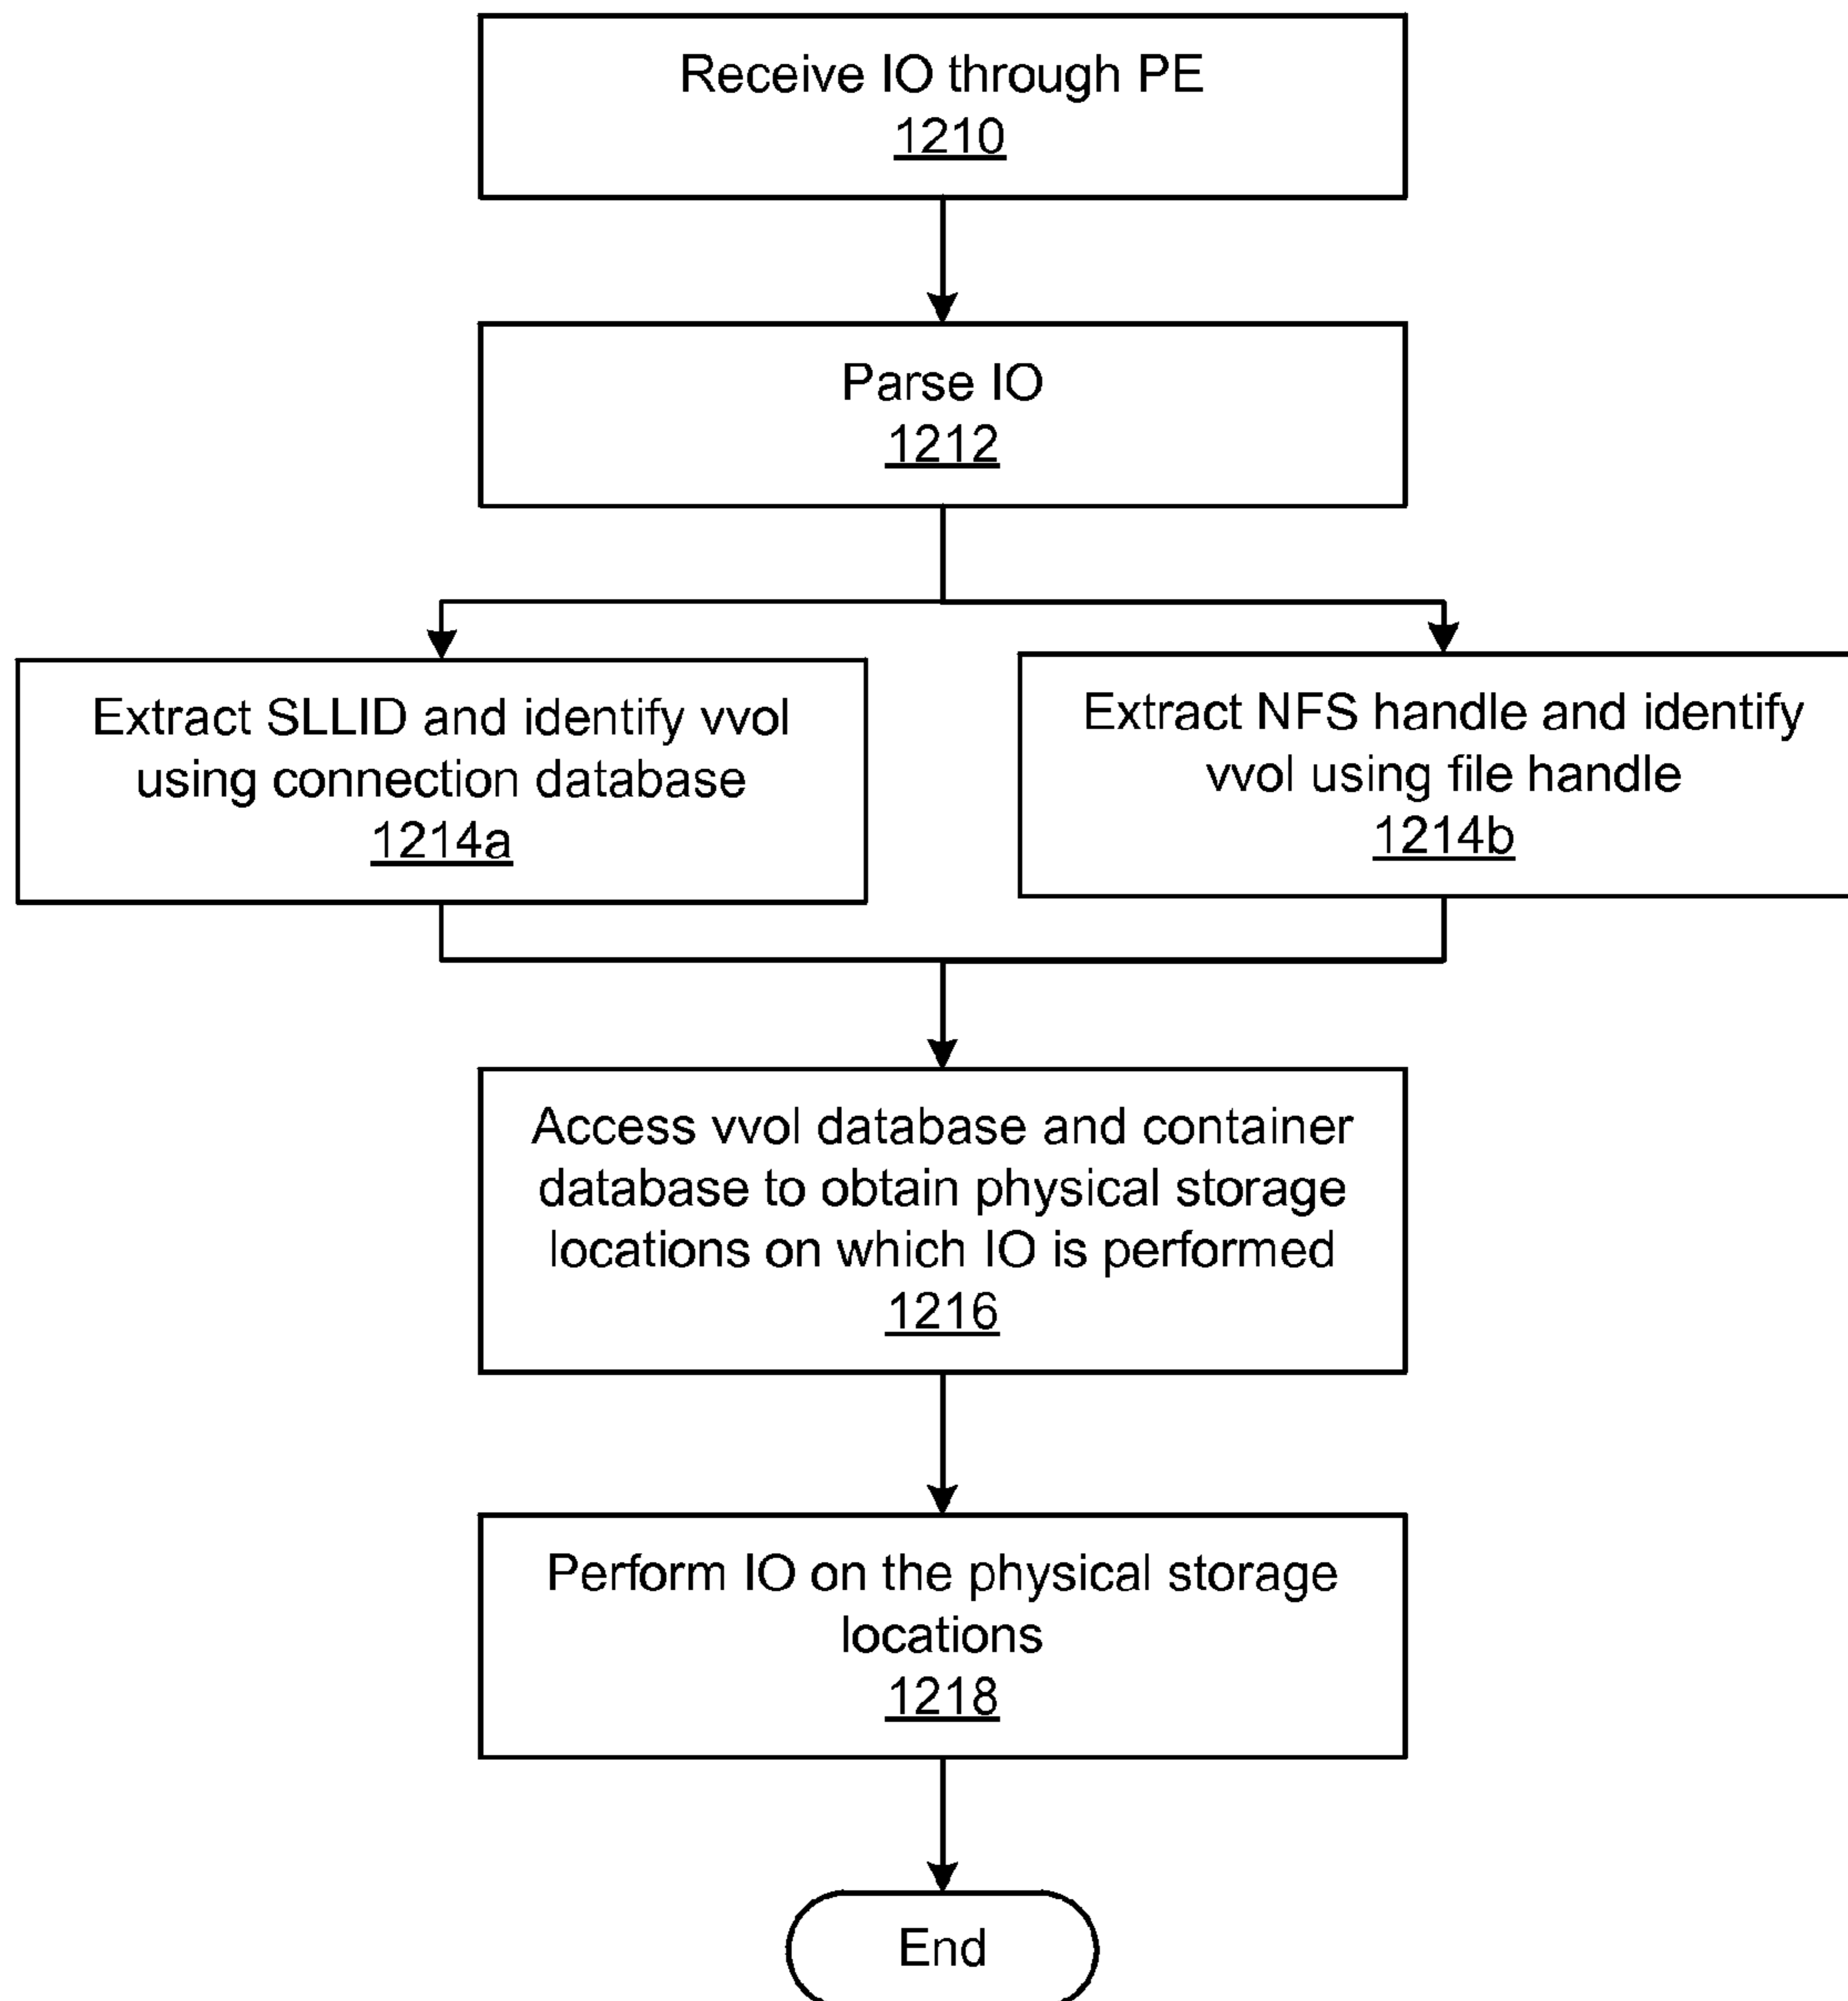 Receive IO through PE
1210
Parse IO
1212
Extract SLLID and identify vvol
using connection database
1214a
Extract NFS handle and identify
vvol using file handle
1214b
Access vvol database and container
database to obtain physical storage
locations on which IO is performed
1216
Perform IO on the physical storage
locations
1218
End